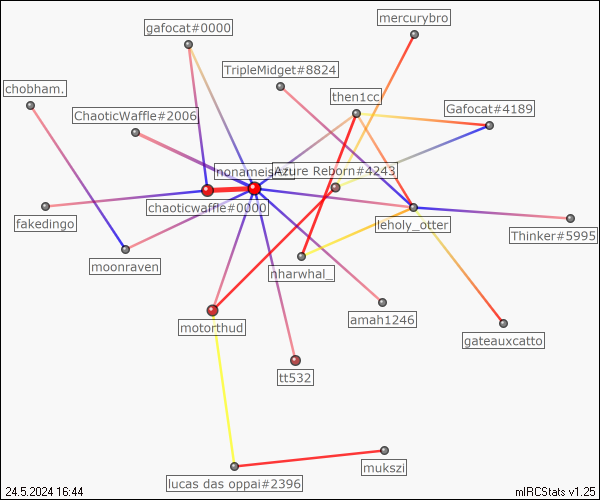 mercurybro
gafocat#0000
TripleMidget#8824
chobham.
then1cc
Gafocat#4189
ChaoticWaffle#2006
Azure Reborn#4243
chaoticwaffle#0000
fakedingo
leholy_otter
Thinker#5995
moonraven
nharwhal_
amah1246
motorthud
gateauxcatto
tt532
mukszi
lucas das oppai#2396
24.5.2024 16:44
mIRCStats v1.25